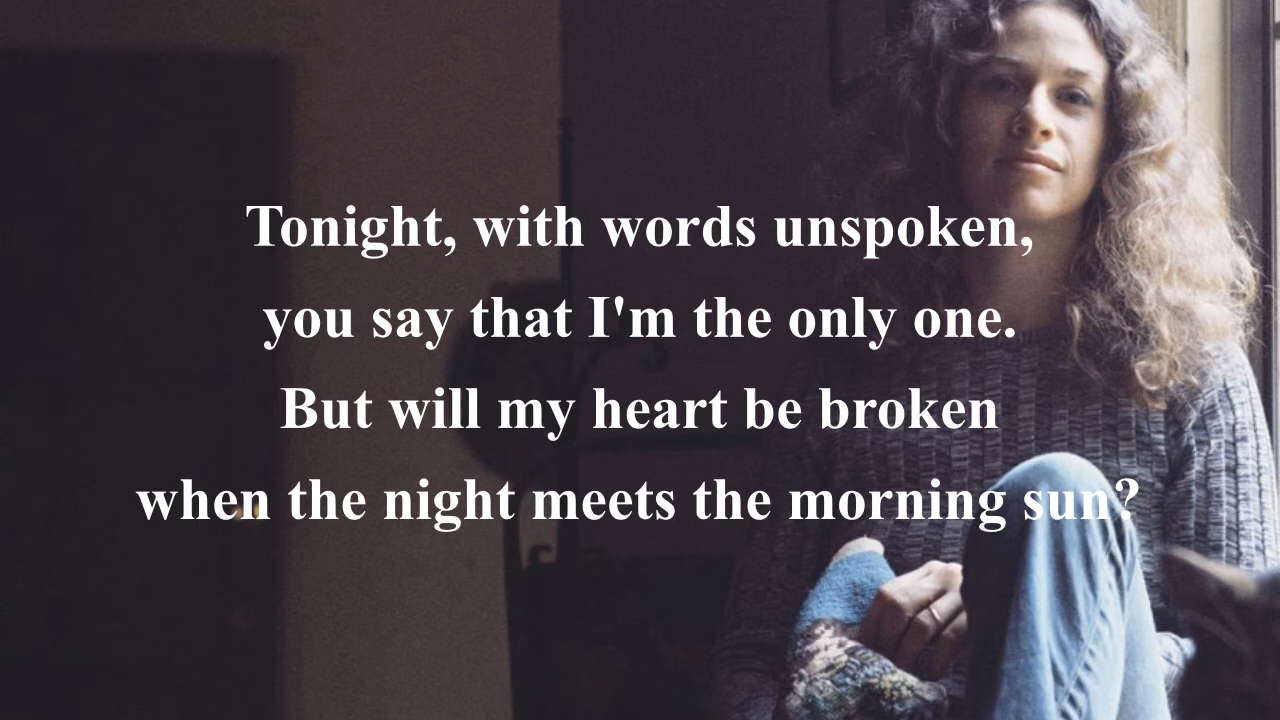 Tonight, with words unspoken,
you say that I'm the only one.
But will my heart be broken
when the night meets the morning sun?